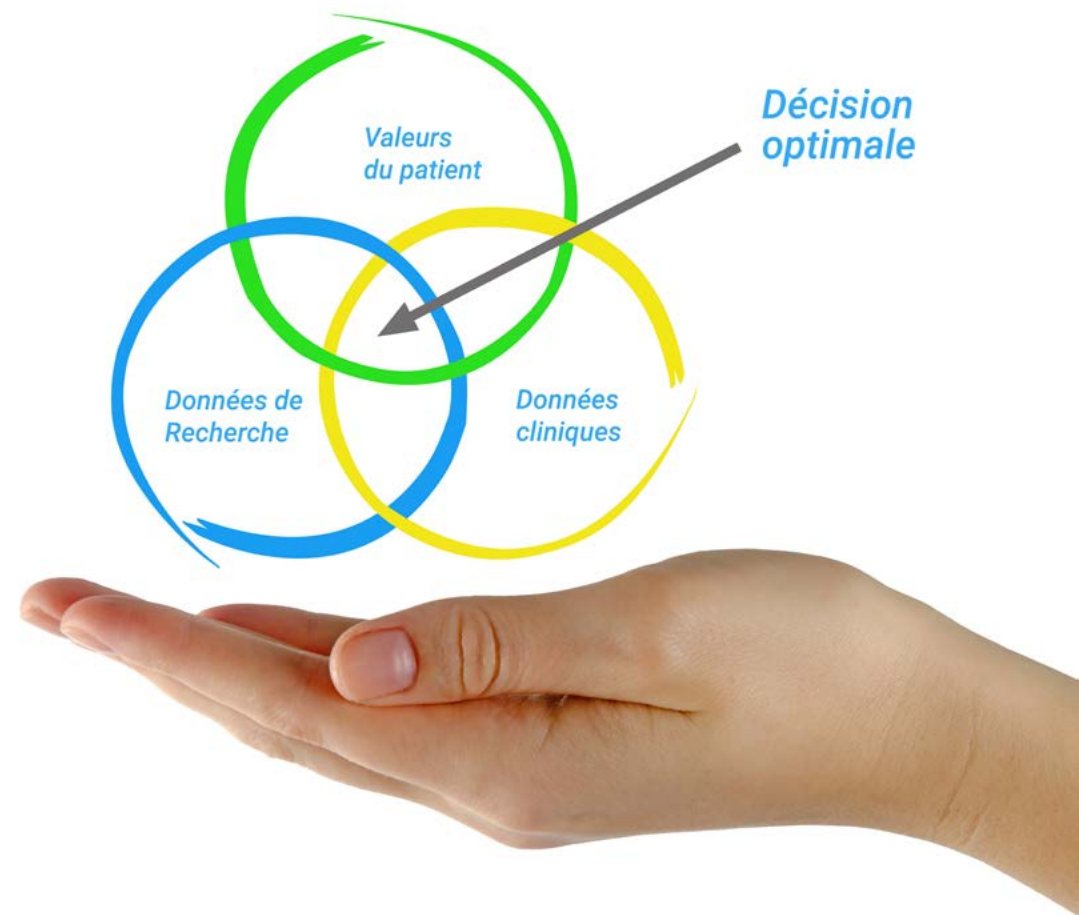 Valeurs
du patient
Décision
optimale
Données de
Recherche
Données
cliniques